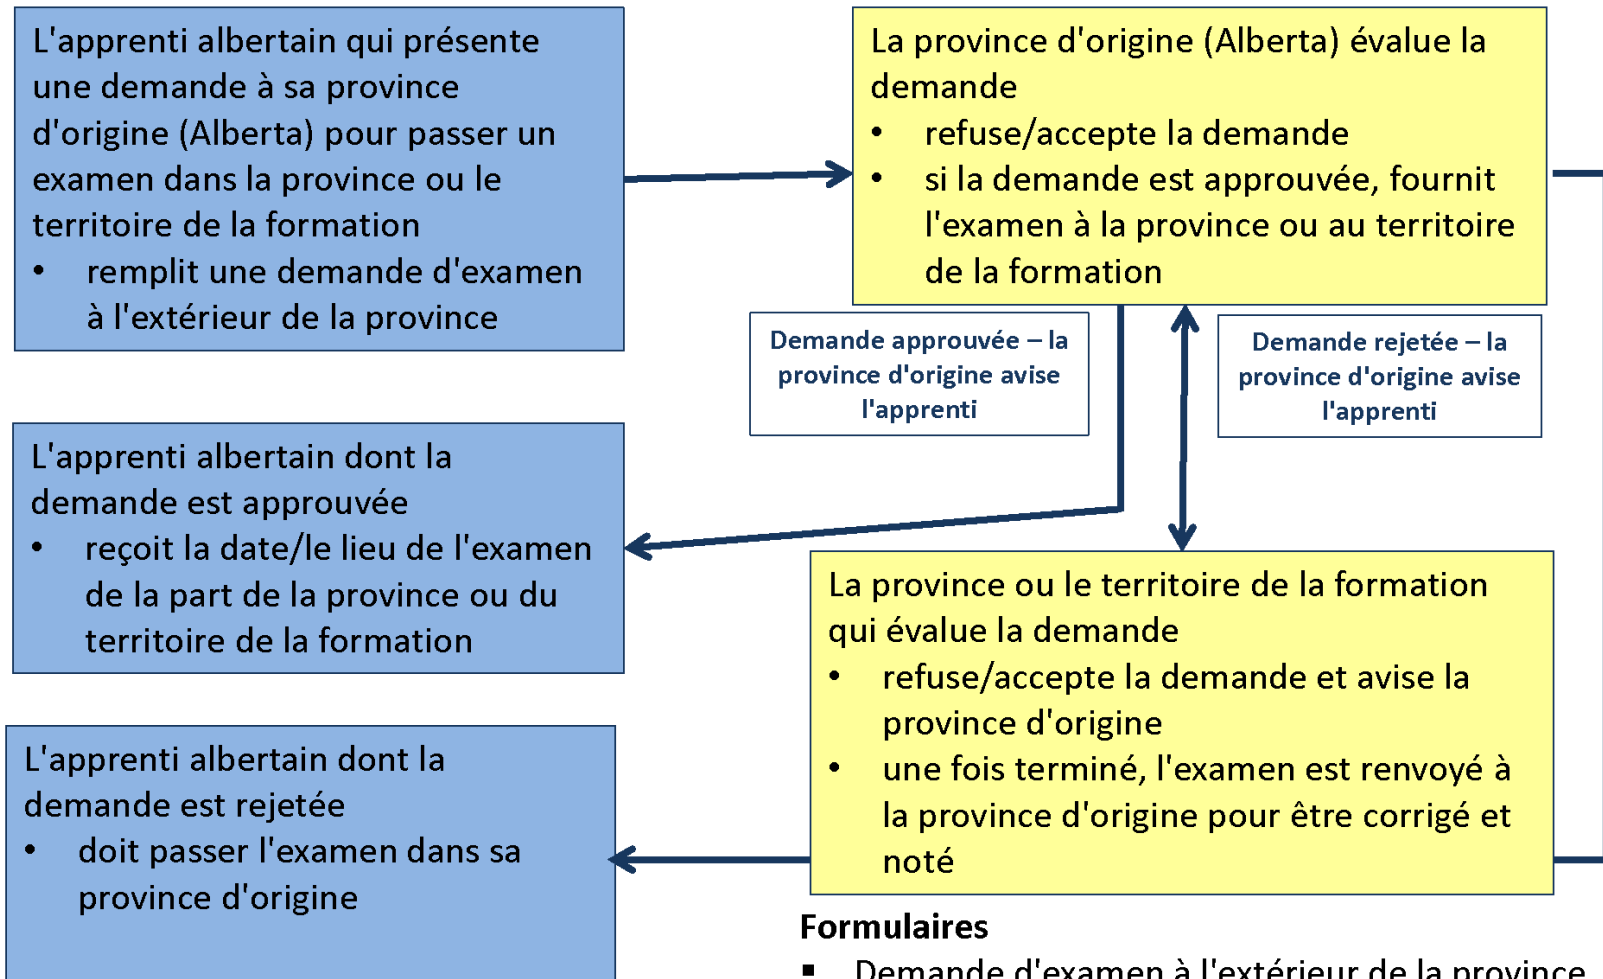 L'apprenti albertain qui présente
une demande à sa province
d'origine (Alberta) pour passer un
examen dans la province ou le
territoire de la formation
• remplit une demande d'examen
à l'extérieur de la province
La province d'origine (Alberta) évalue la
demande
• refuse/accepte la demande
• si la demande est approuvée, fournit
l'examen à la province ou au territoire
de la formation
Demande approuvée – la
province d'origine avise
l'apprenti
Demande rejetée – la
province d'origine avise
l'apprenti
L'apprenti albertain dont la
demande est approuvée
• reçoit la date/le lieu de l'examen
de la part de la province ou du
territoire de la formation
La province ou le territoire de la formation
qui évalue la demande
• refuse/accepte la demande et avise la
province d'origine
• une fois terminé, l'examen est renvoyé à
la province d'origine pour être corrigé et
noté
L'apprenti albertain dont la
demande est rejetée
• doit passer l'examen dans sa
province d'origine
Formulaires
▪ Demande d'examen à l'extérieur de la province